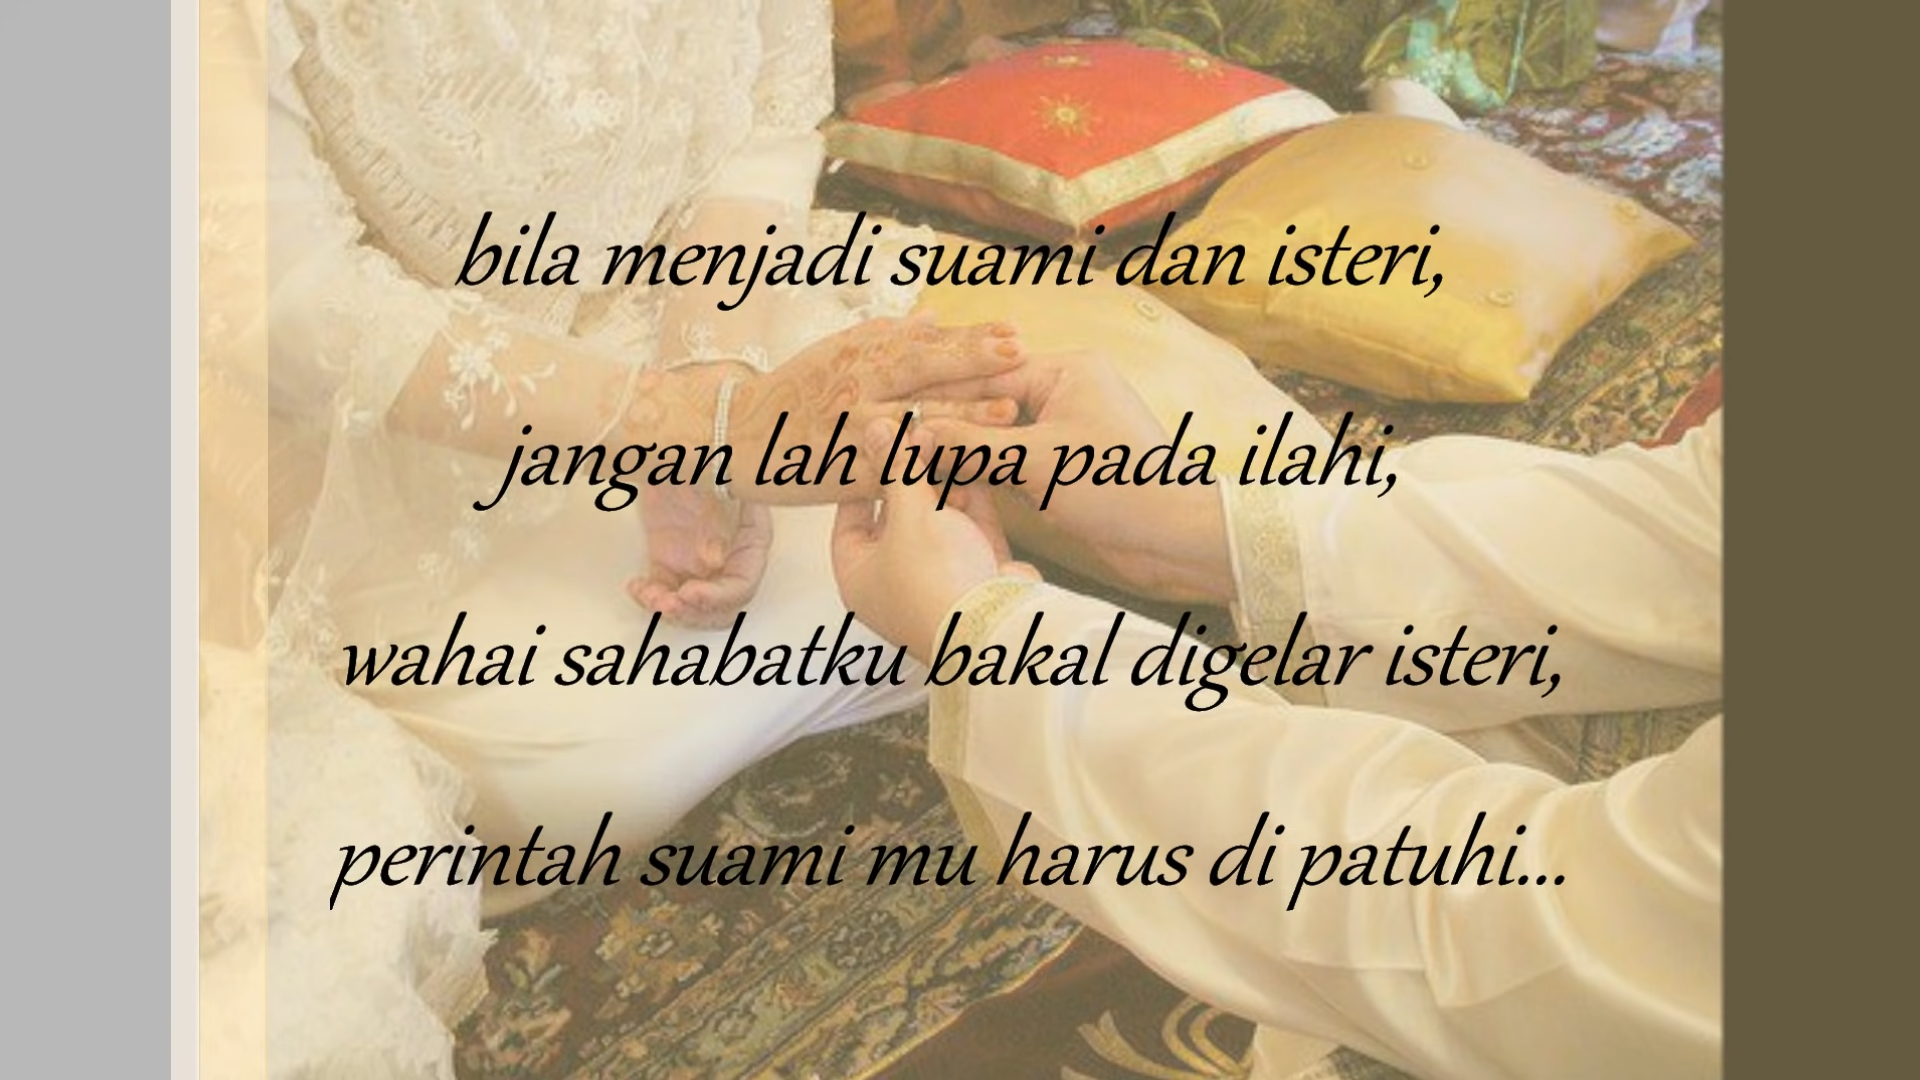 bila menjadi suami dan isteri,
jangan lah lupa pada ilahi,
wahai sahabatku bakal digelar isteri,
perintah suami mu harus di patuhi...